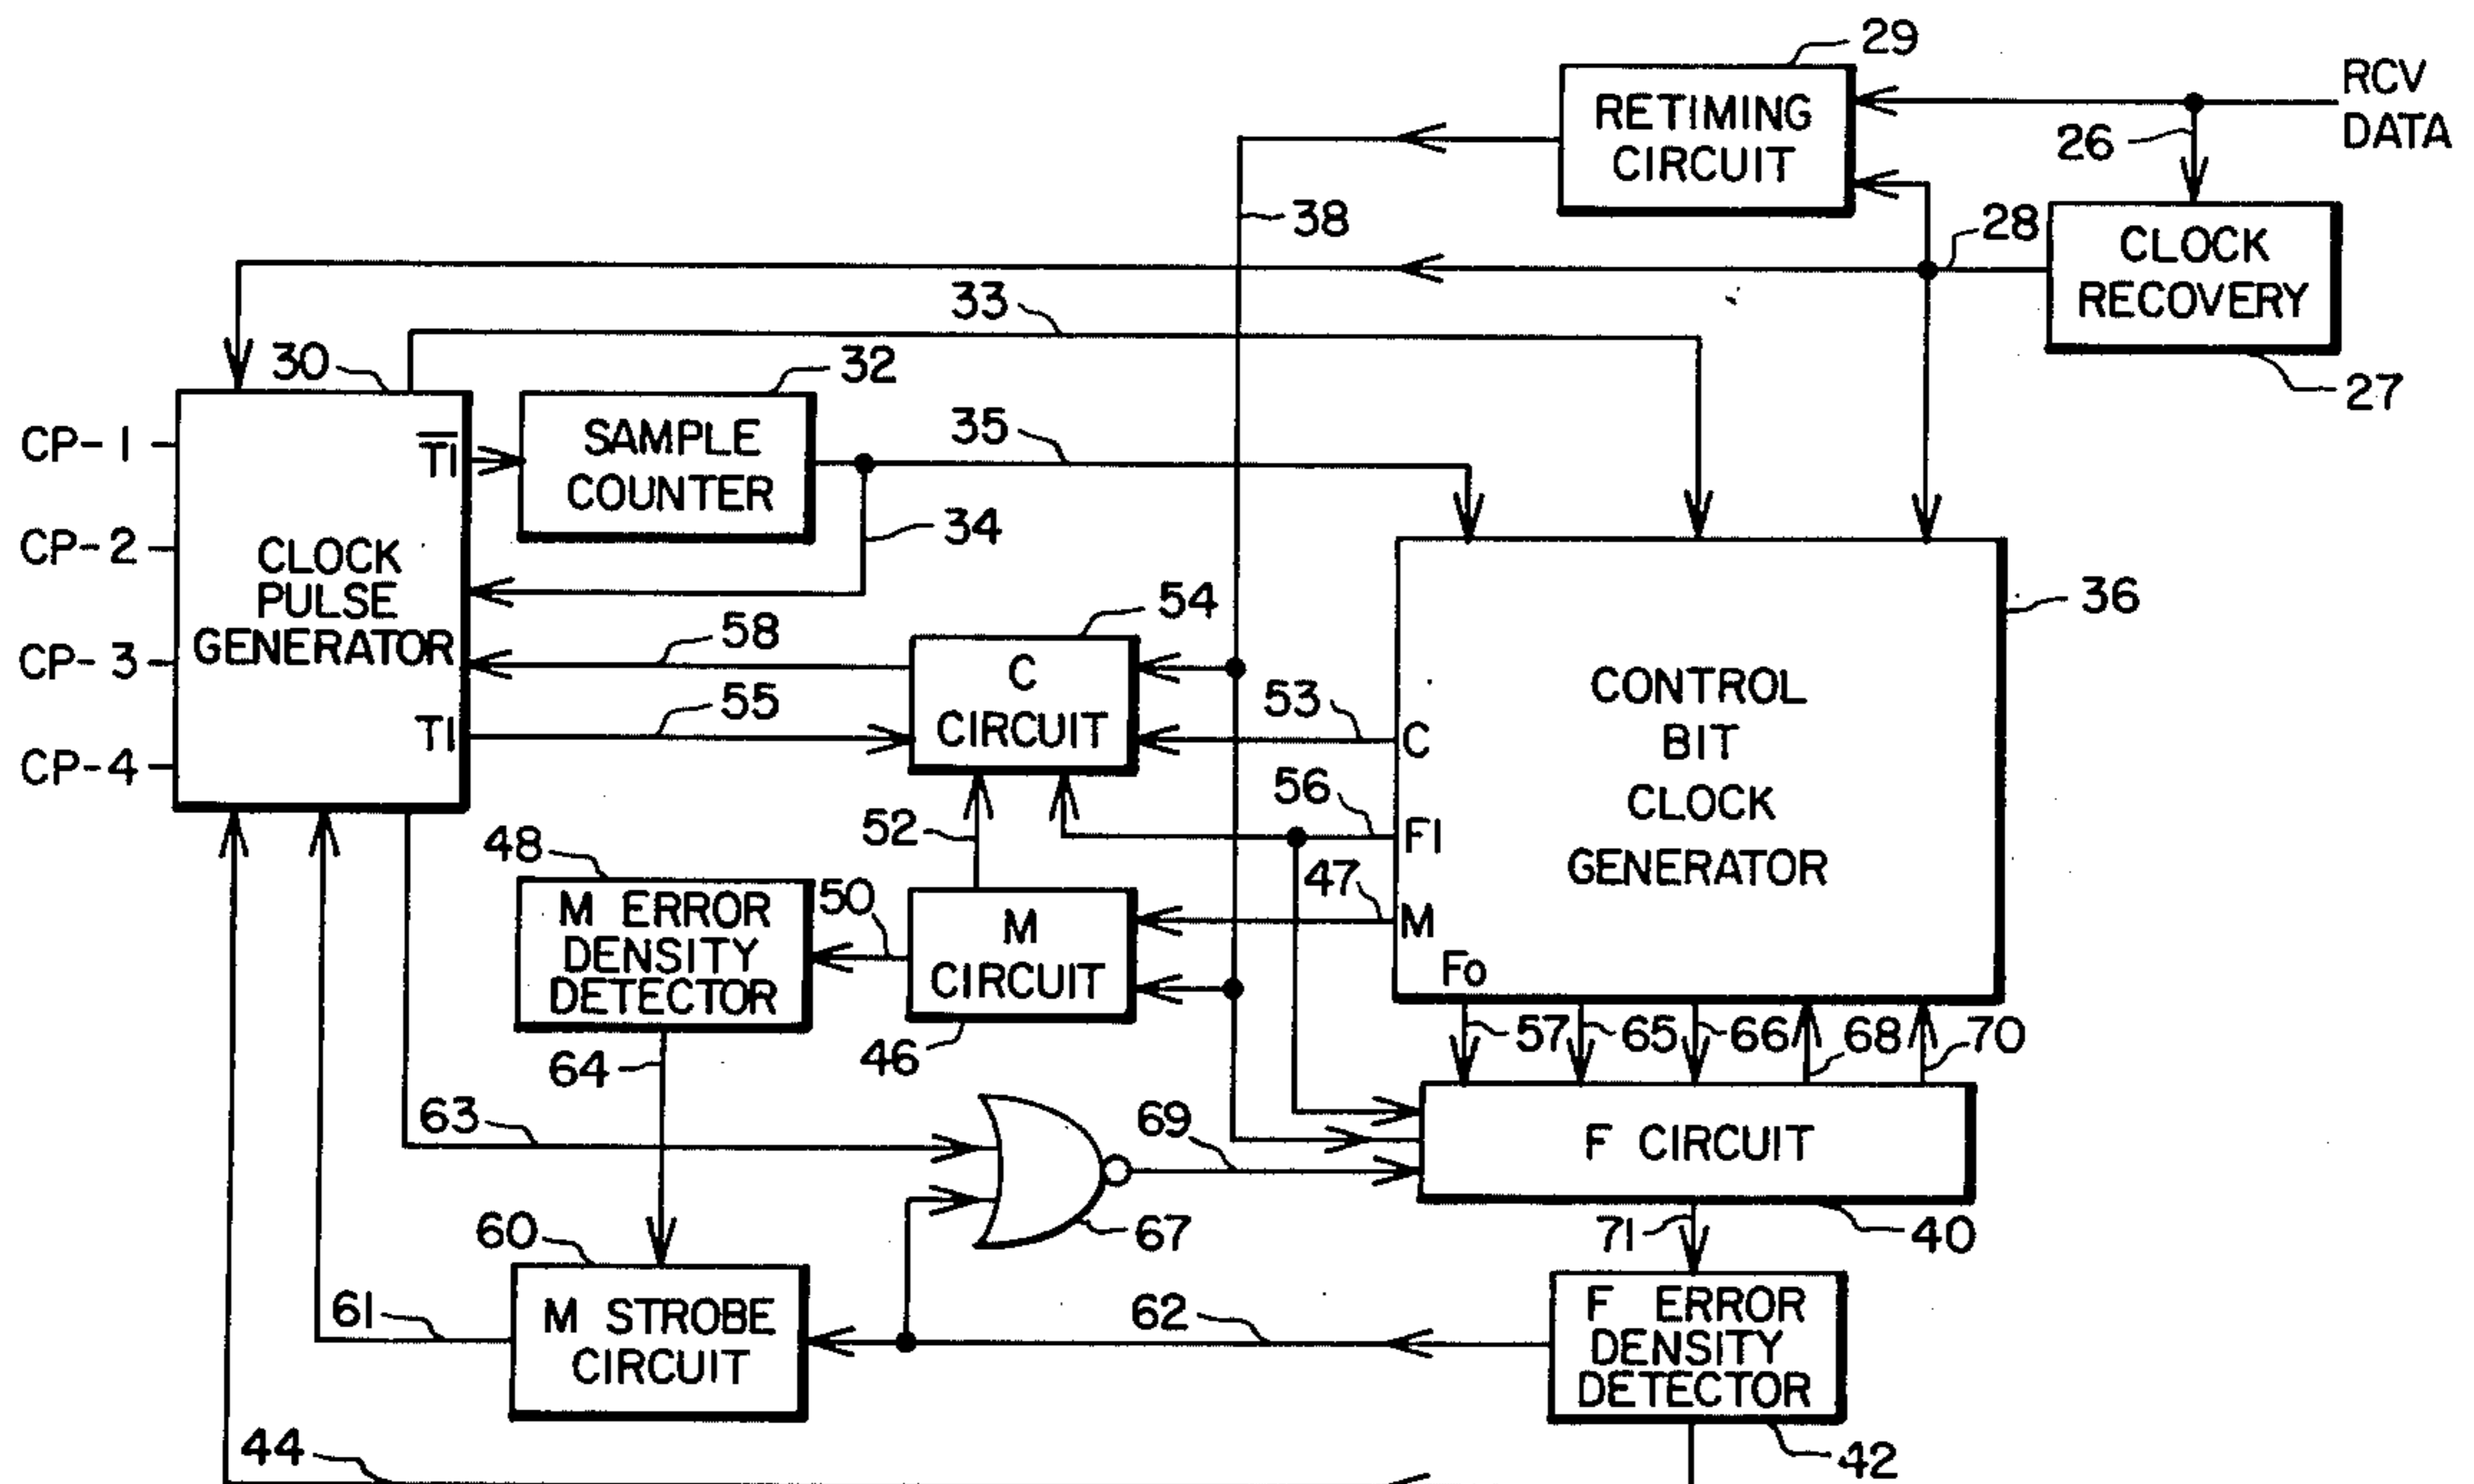 29
RCV
DATA
RETIMING
CIRCUIT
26
38
28
CLOCK
RECOVERY
27
33
30
32
CP-1
T1
SAMPLE
COUNTER
35
34
CP-2
CLOCK
PULSE
GENERATOR
36
CP-3
58
54
C
CIRCUIT
55
T1
CP-4
53
C
CONTROL
BIT
CLOCK
GENERATOR
56
F1
52
48
M ERROR
DENSITY
DETECTOR
50
M
CIRCUIT
47
M
Fo
46
57
65
66
68
70
64
63
69
F CIRCUIT
67
40
71
60
M STROBE
CIRCUIT
61
62
F ERROR
DENSITY
DETECTOR
44
42